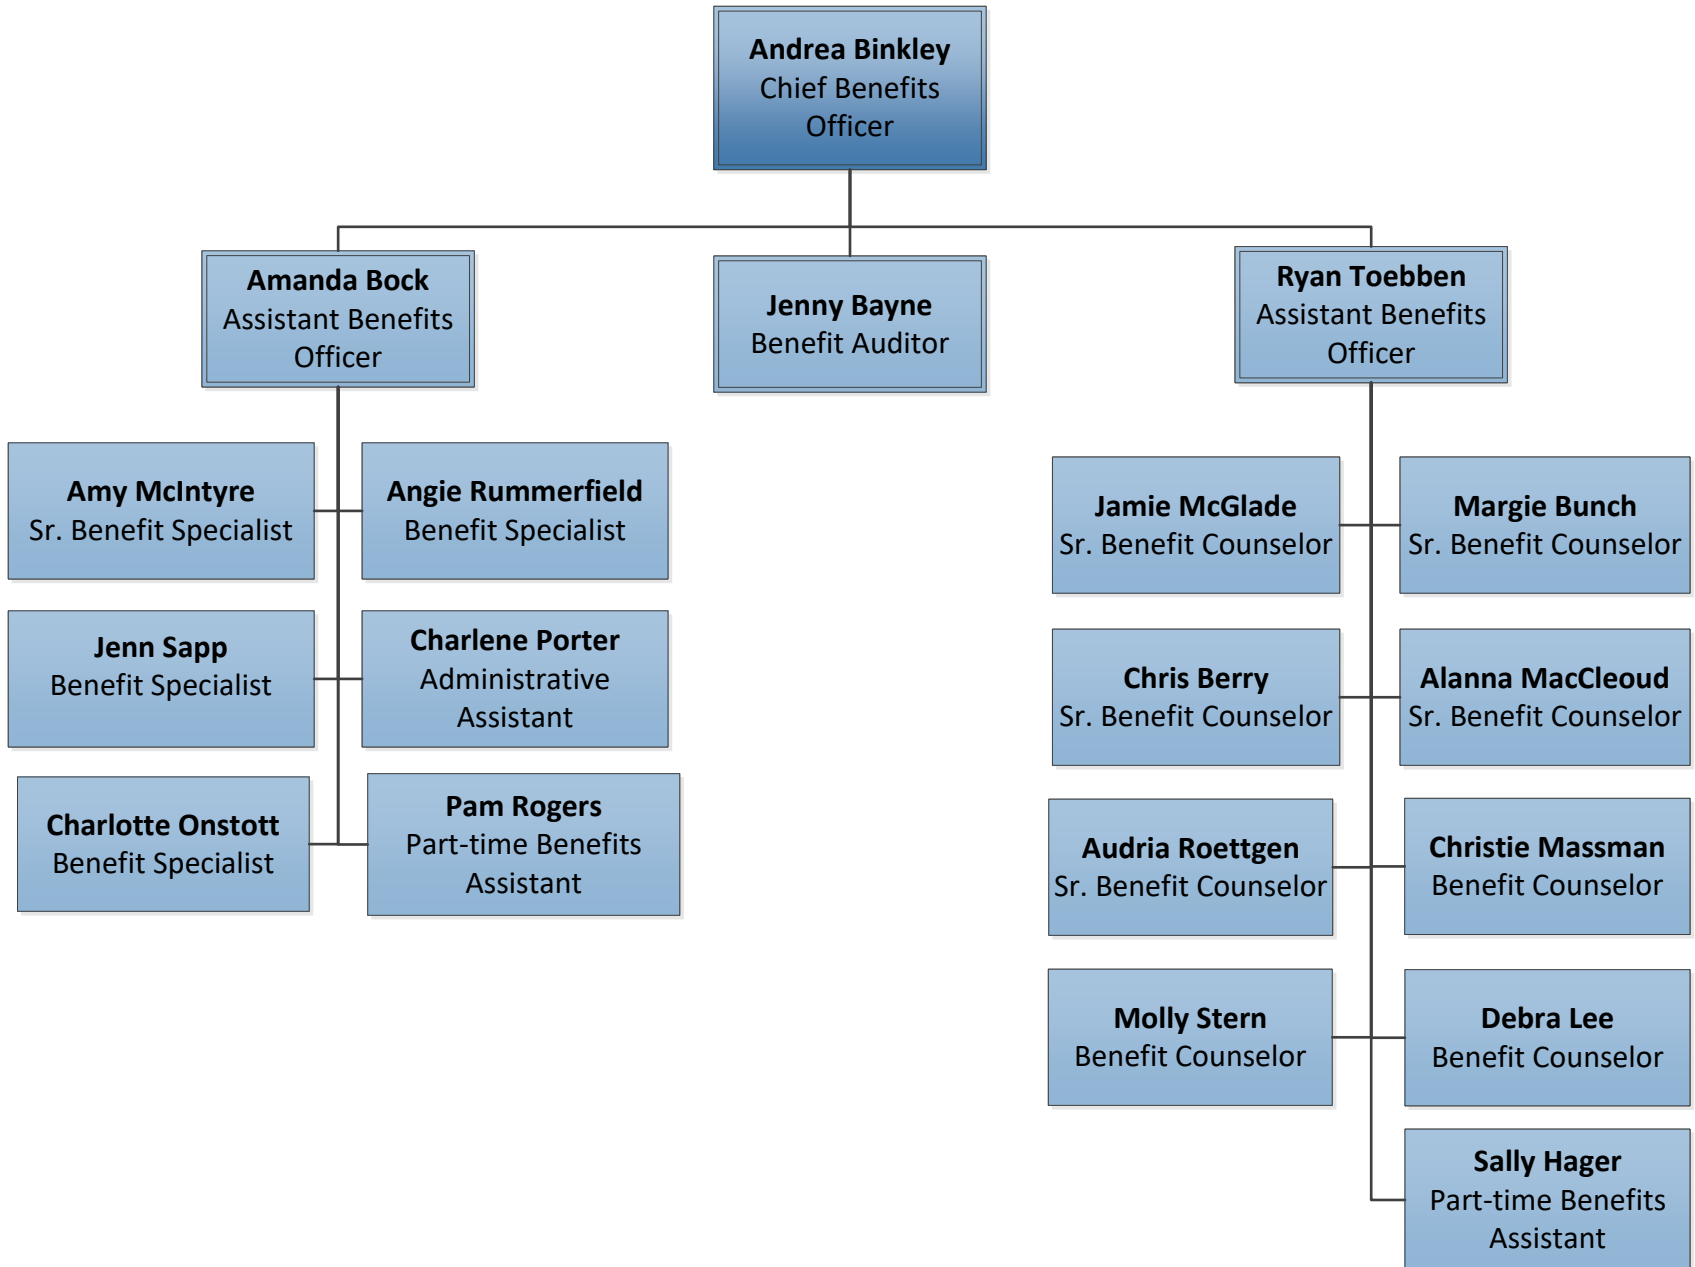 Andrea Binkley
Chief Benefits
Officer
Amanda Bock
Assistant Benefits
Officer
Jenny Bayne
Benefit Auditor
Ryan Toebben
Assistant Benefits
Officer
Amy McIntyre
Sr. Benefit Specialist
Angie Rummerfield
Benefit Specialist
Jenn Sapp
Benefit Specialist
Charlene Porter
Administrative
Assistant
Charlotte Onstott
Benefit Specialist
Pam Rogers
Part-time Benefits
Assistant
Jamie McGlade
Sr. Benefit Counselor
Margie Bunch
Sr. Benefit Counselor
Chris Berry
Sr. Benefit Counselor
Alanna MacCleoud
Sr. Benefit Counselor
Audria Roettgen
Sr. Benefit Counselor
Christie Massman
Benefit Counselor
Molly Stern
Benefit Counselor
Debra Lee
Benefit Counselor
Sally Hager
Part-time Benefits
Assistant